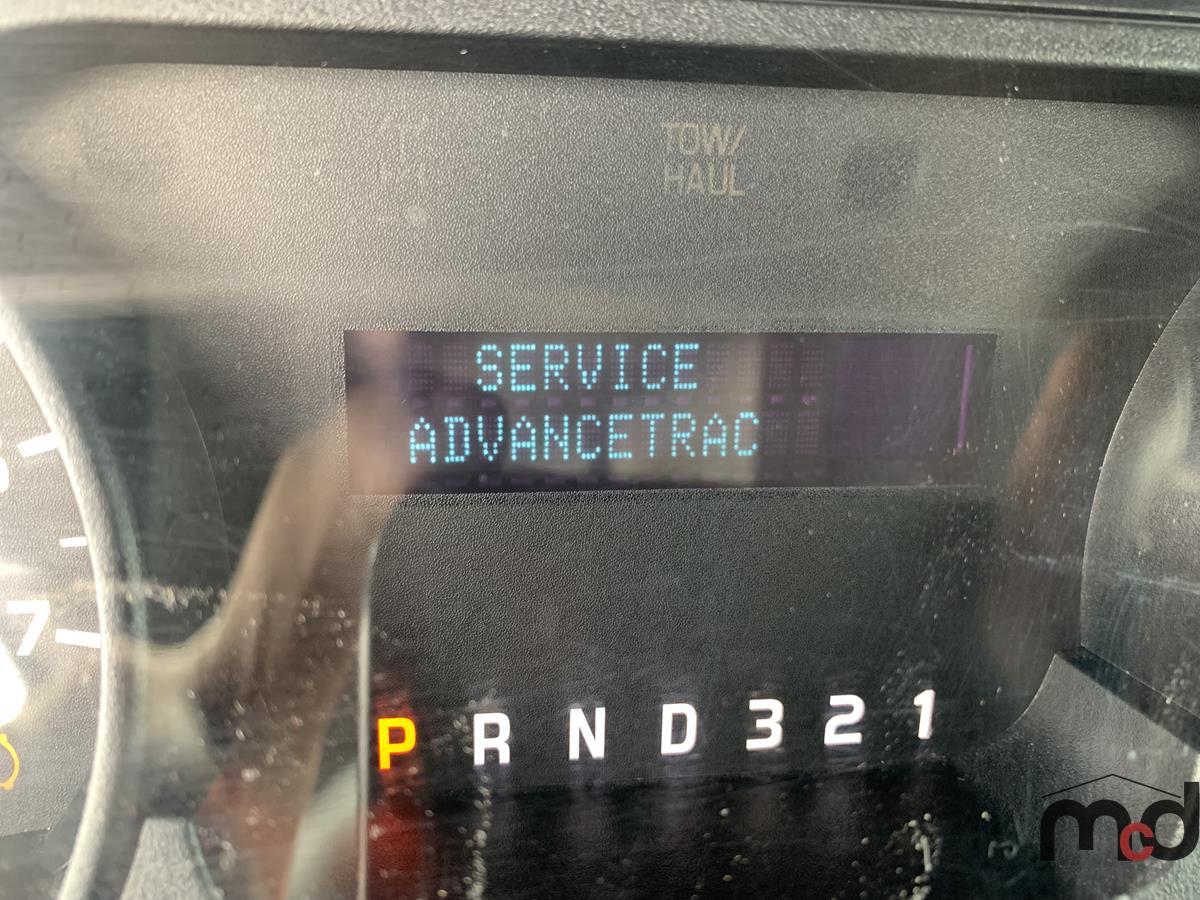 TOW/
HAUL
SERVICE
ADVANCETRAC
7
P R N D 3 2 1
mcd